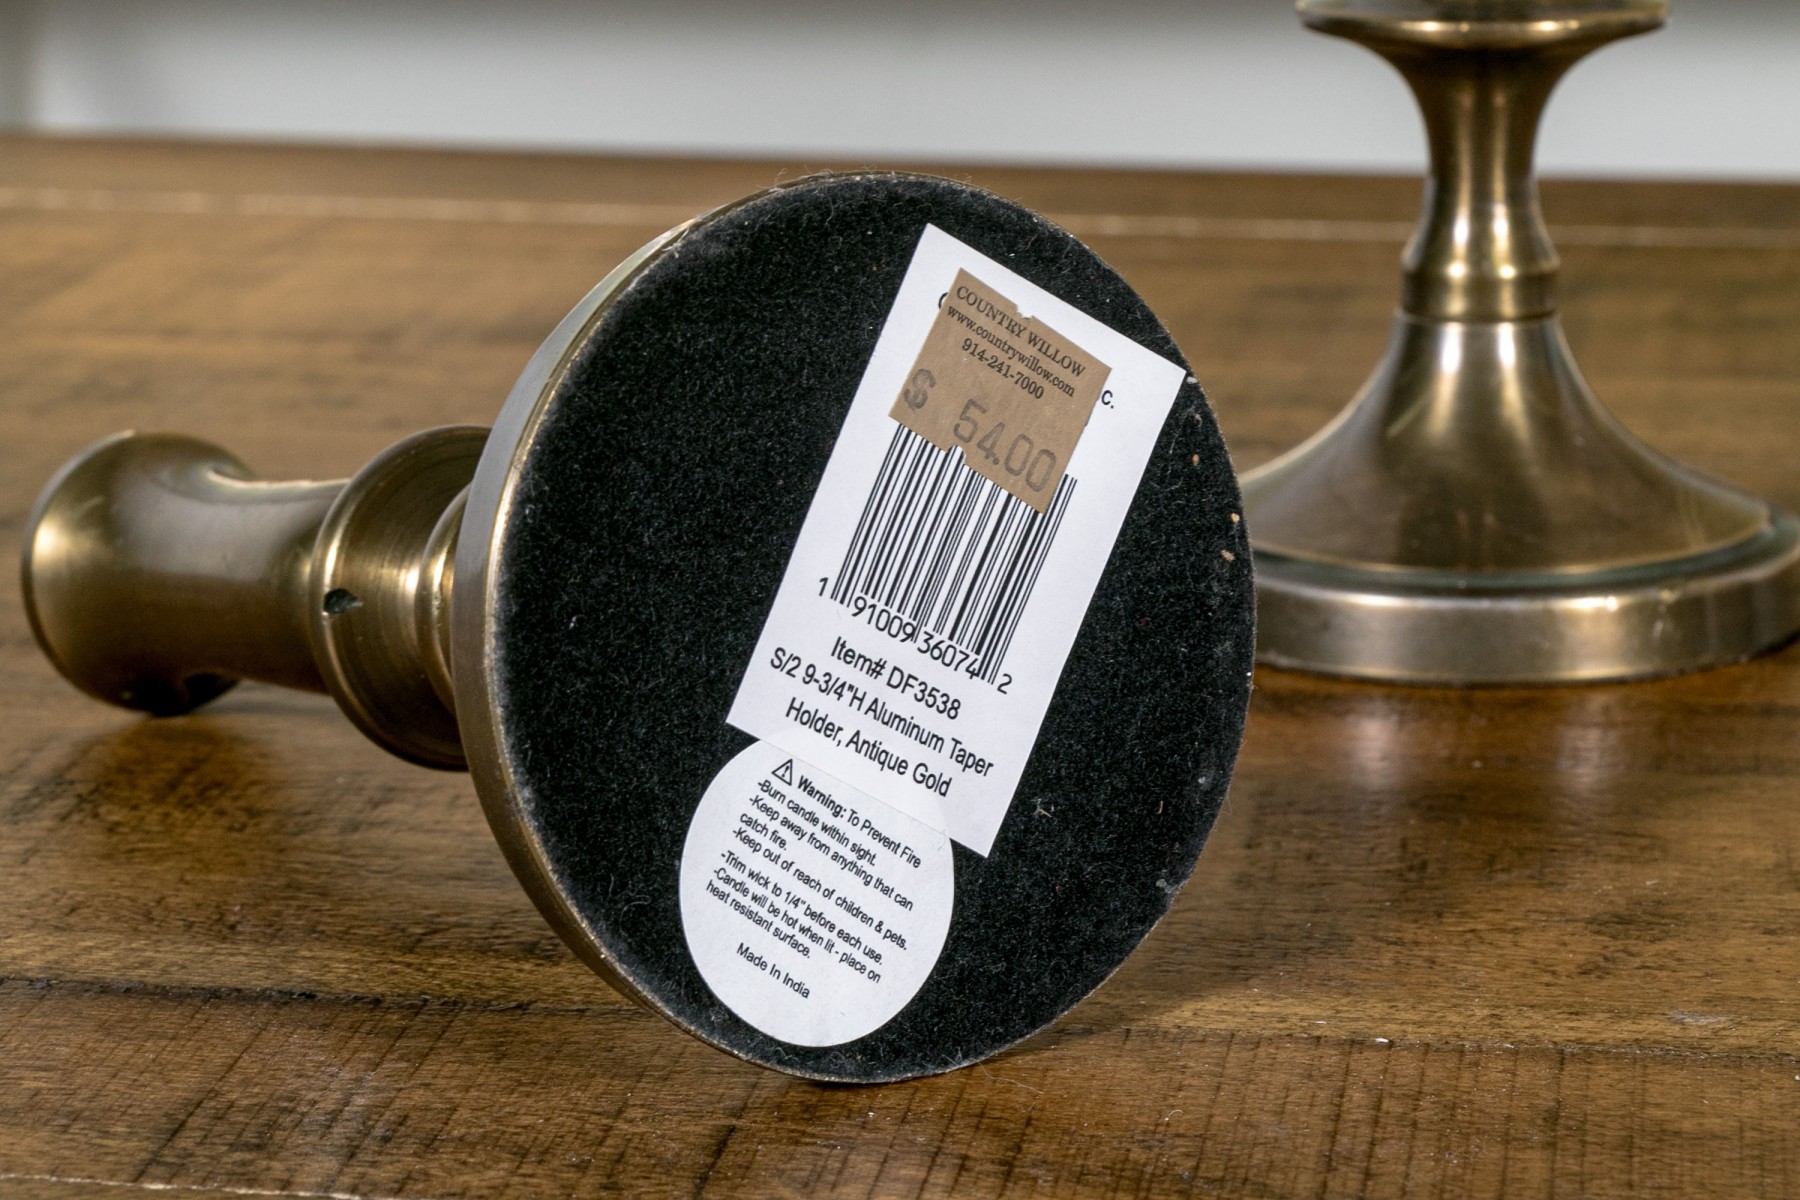 COUNTRY WILLOW
www.countrywillow.com
914-241-7000
$ 54.00
C.
1 91009 36074 2
Item# DF3538
S/2 9-3/4"H Aluminum Taper
Holder, Antique Gold
Warning: To Prevent Fire
-Burn candle within sight.
-Keep away from anything that can
catch fire.
-Keep out of reach of children & pets.
-Trim wick to 1/4" before each use.
-Candle will be hot when lit - place on
heat resistant surface.
Made In India